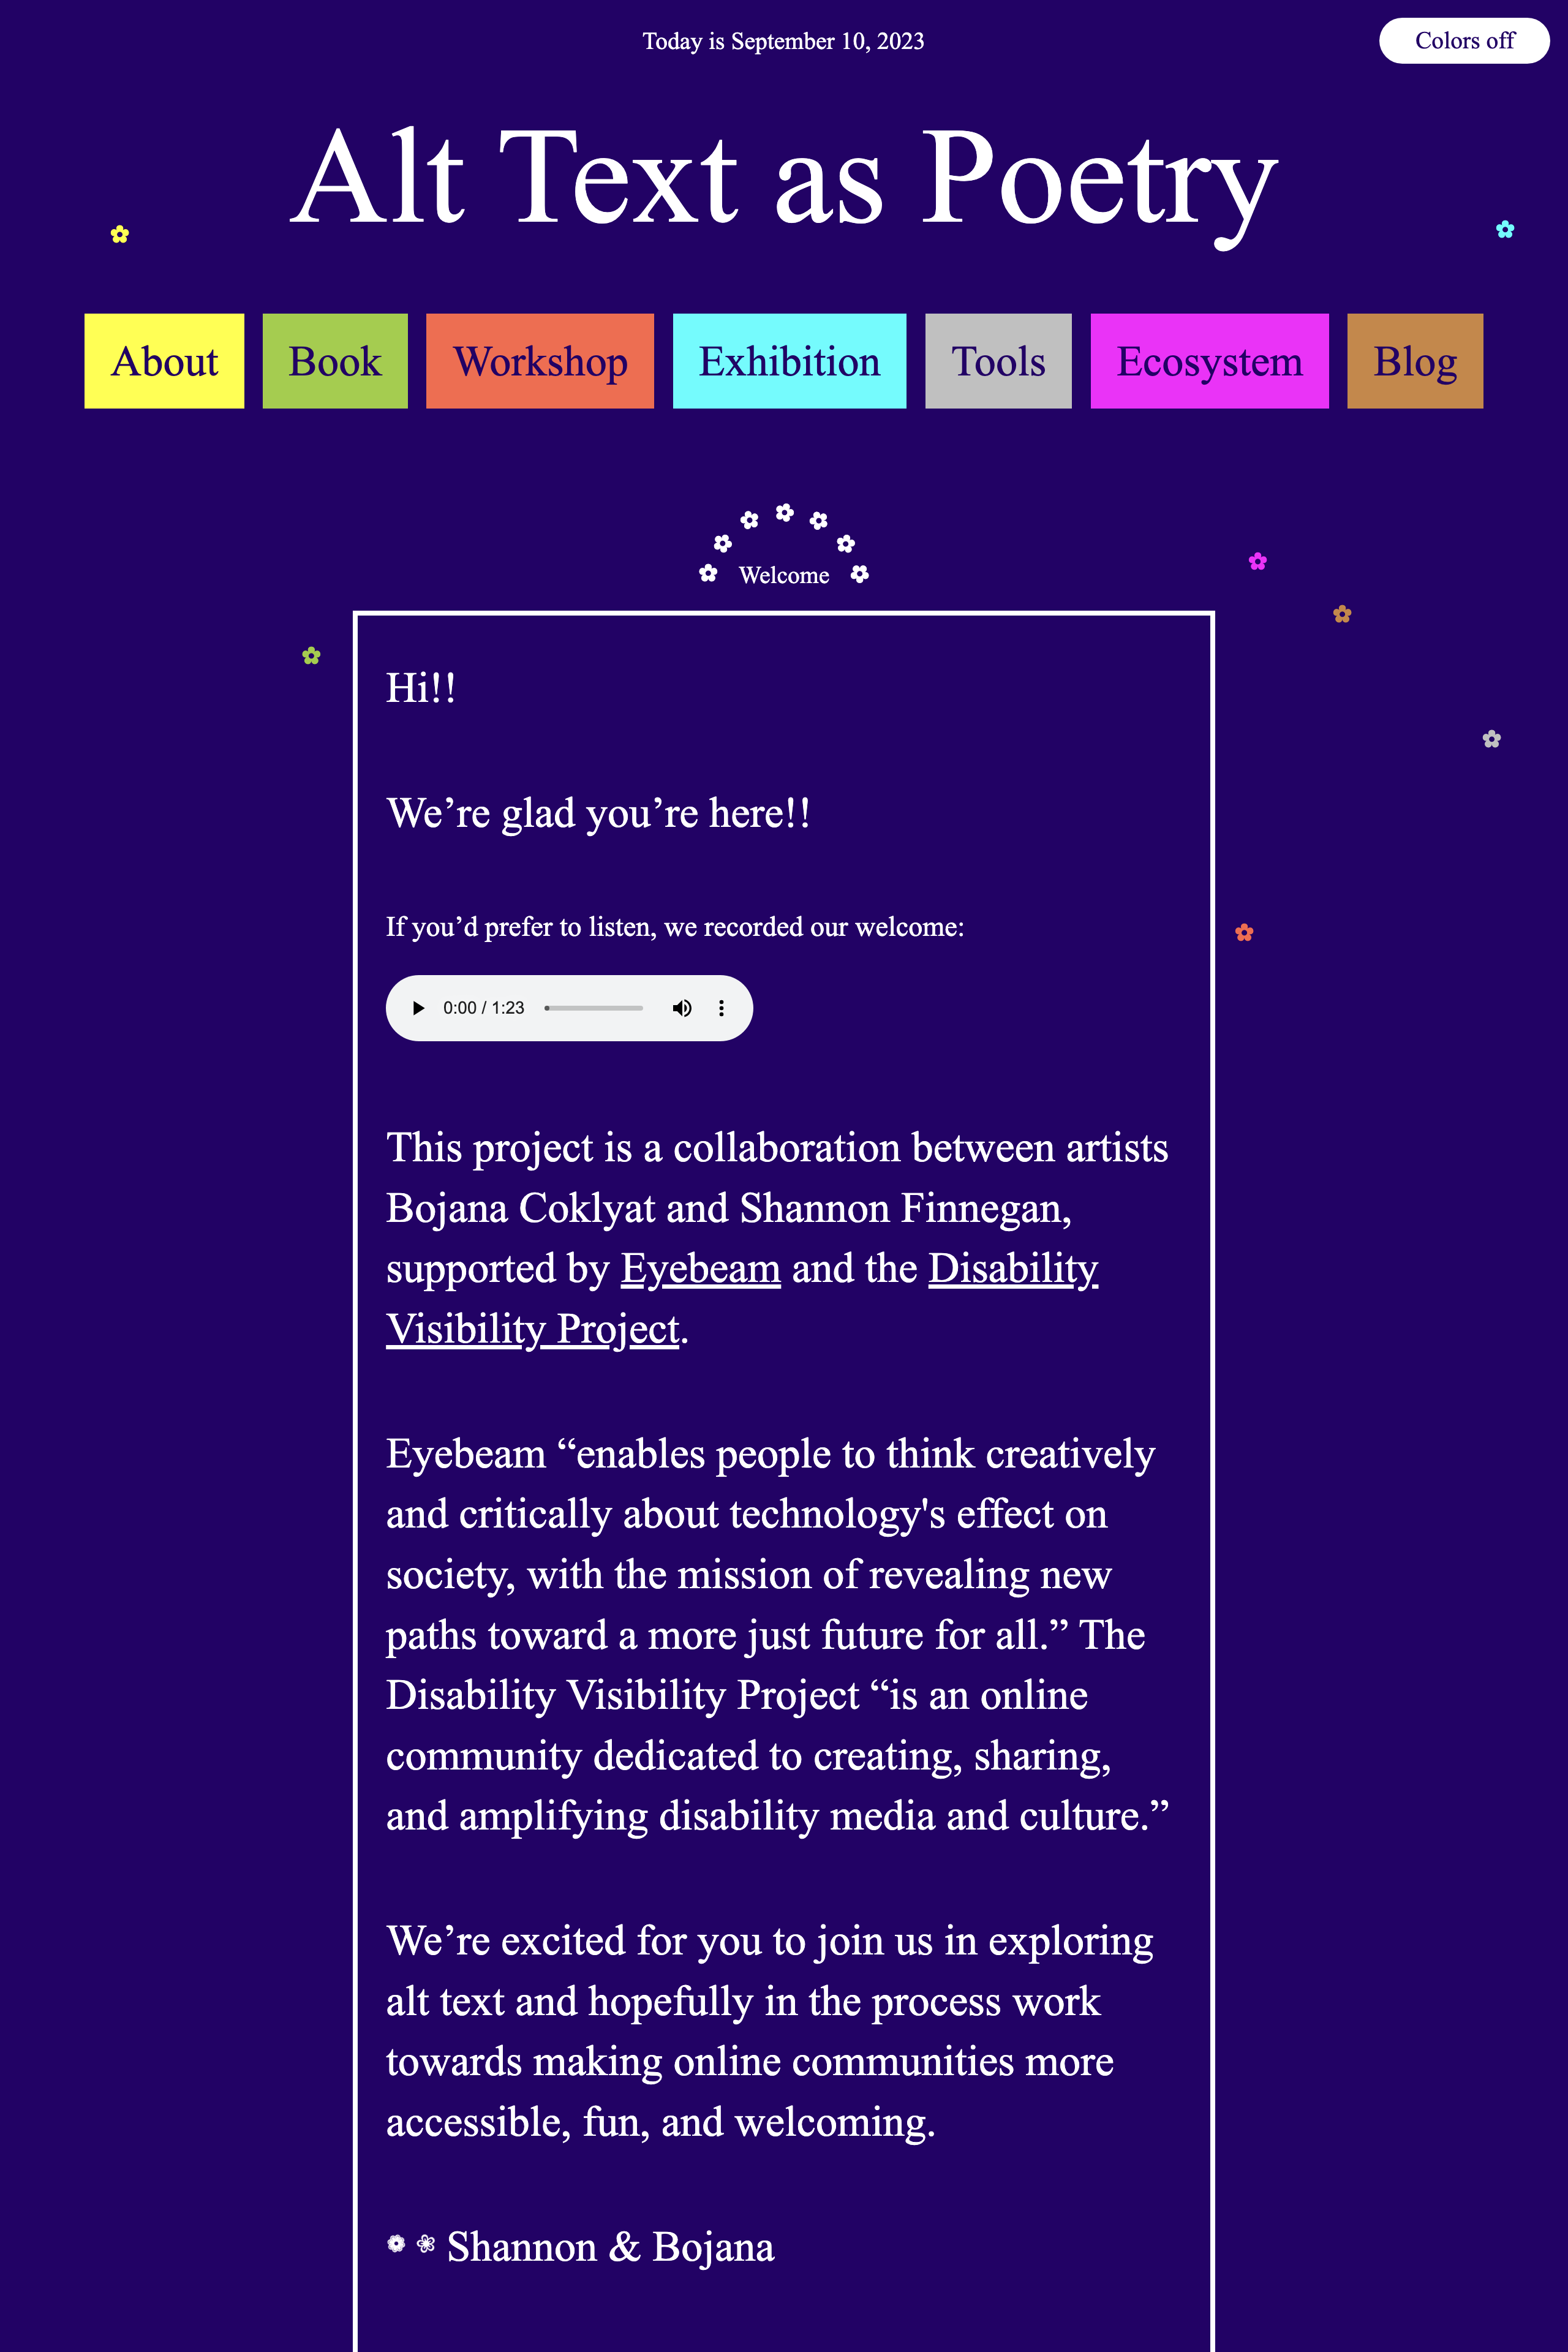 Today is September 10, 2023
Colors off
Alt Text as Poetry
About
Book
Workshop
Exhibition
Tools
Ecosystem
Blog
Welcome
Hi!!
We’re glad you’re here!!
If you’d prefer to listen, we recorded our welcome:
0:00 / 1:23
This project is a collaboration between artists
Bojana Coklyat and Shannon Finnegan,
supported by Eyebeam and the Disability
Visibility Project.
Eyebeam “enables people to think creatively
and critically about technology's effect on
society, with the mission of revealing new
paths toward a more just future for all.” The
Disability Visibility Project “is an online
community dedicated to creating, sharing,
and amplifying disability media and culture.”
We’re excited for you to join us in exploring
alt text and hopefully in the process work
towards making online communities more
accessible, fun, and welcoming.
❁ ❀ Shannon & Bojana